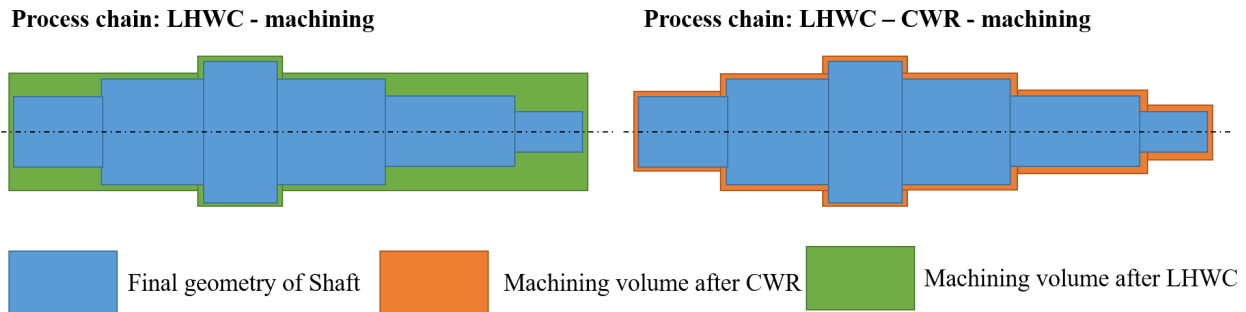 Process chain: LHWC - machining
Process chain: LHWC – CWR - machining
Final geometry of Shaft
Machining volume after CWR
Machining volume after LHWC